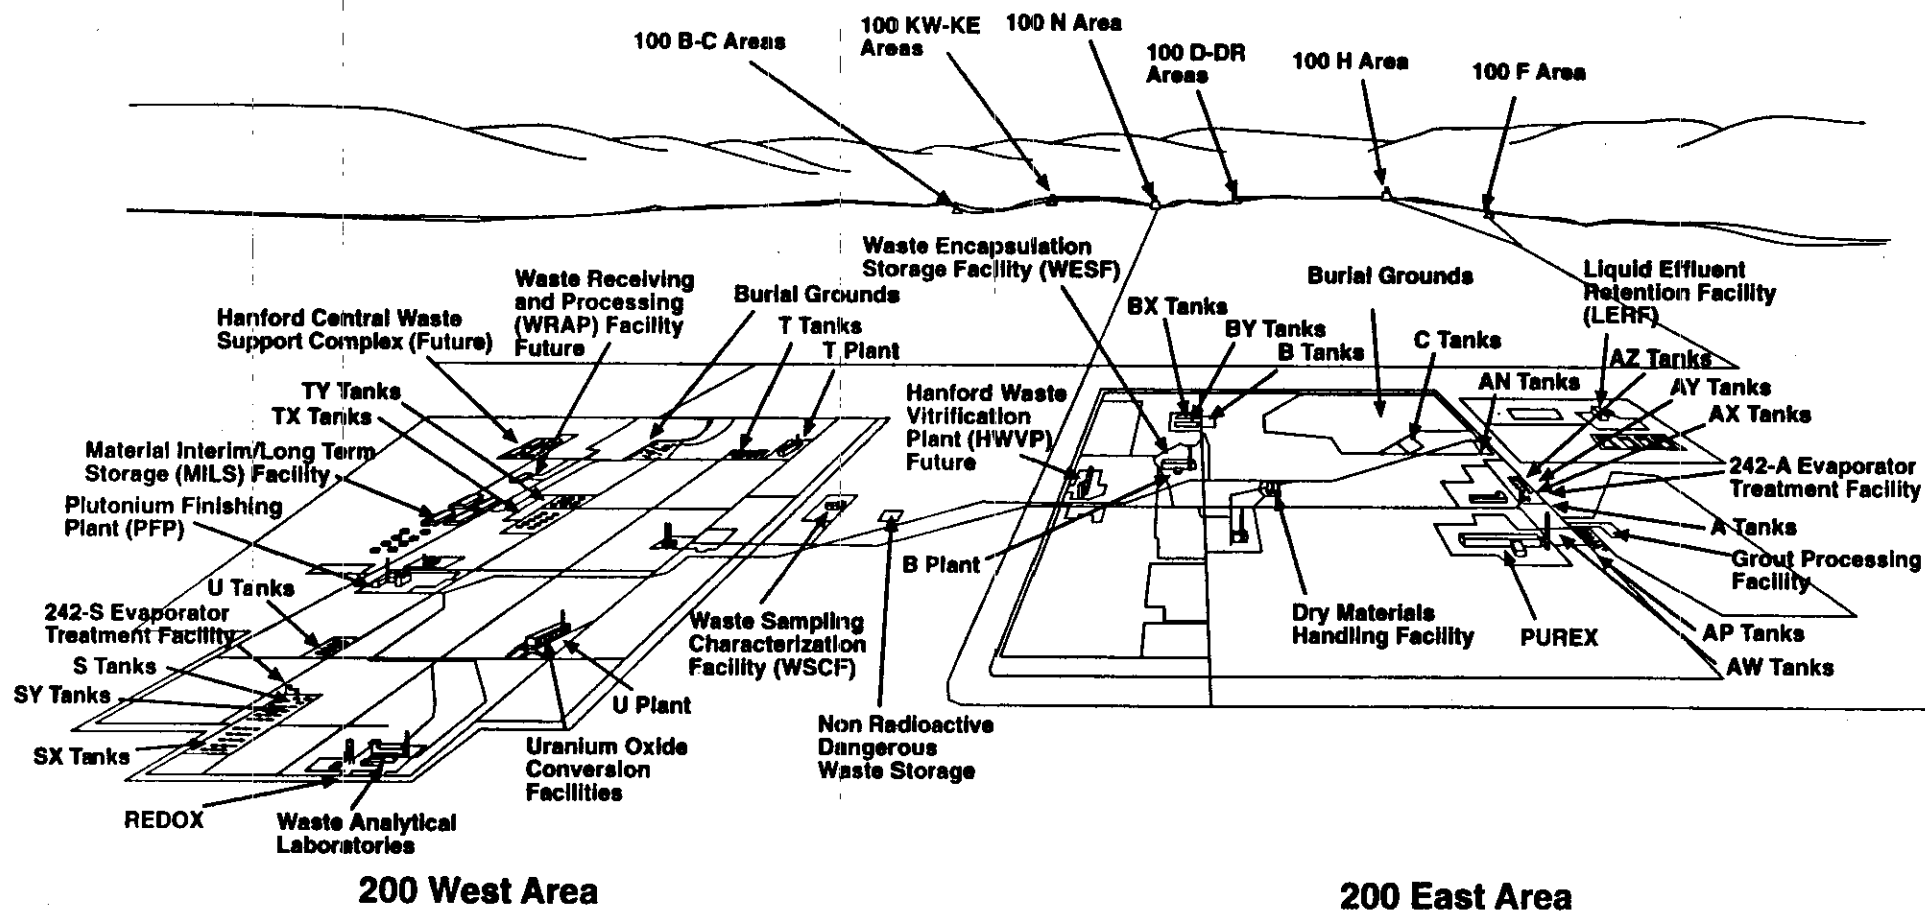 100 B-C Areas
100 KW-KE
Areas
100 N Area
100 D-DR
Areas
100 H Area
100 F Area
Waste Encapsulation
Storage Facility (WESF)
Burial Grounds
Liquid Effluent
Retention Facility
(LERF)
Waste Receiving
and Processing
(WRAP) Facility
Future
Burial Grounds
T Tanks
T Plant
Hanford Central Waste
Support Complex (Future)
TY Tanks
TX Tanks
Material Interim/Long Term
Storage (MILS) Facility
Plutonium Finishing
Plant (PFP)
U Tanks
242-S Evaporator
Treatment Facility
S Tanks
SY Tanks
SX Tanks
REDOX
Waste Analytical
Laboratories
Uranium Oxide
Conversion
Facilities
U Plant
Waste Sampling
Characterization
Facility (WSCF)
Non Radioactive
Dangerous
Waste Storage
BX Tanks
BY Tanks
B Tanks
C Tanks
AN Tanks
AZ Tanks
AY Tanks
AX Tanks
Hanford Waste
Vitrification
Plant (HWVP)
Future
242-A Evaporator
Treatment Facility
A Tanks
Grout Processing
Facility
B Plant
Dry Materials
Handling Facility
PUREX
AP Tanks
AW Tanks
200 West Area
200 East Area